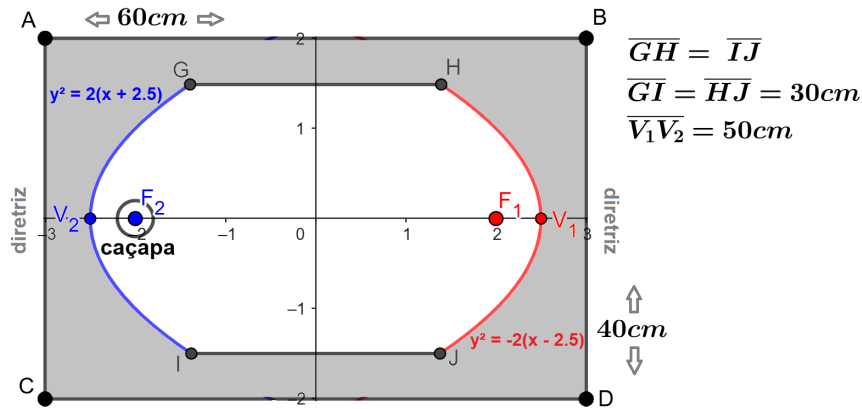 A
60cm
B
2
G
H
y² = 2(x + 2.5)
1
diretriz
V₂
F₂
F₁
V₁
diretriz
−3
−2
−1
0
1
2
3
caçapa
−1
I
J
y² = -2(x - 2.5)
C
−2
D
40cm
GH = IJ
GI = HJ = 30cm
V₁V₂ = 50cm